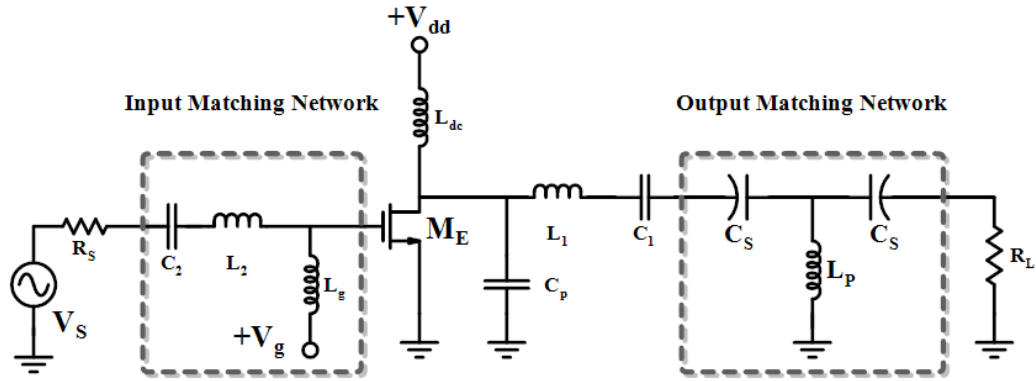 +Vdd
Input Matching Network
Output Matching Network
Ldc
ME
RS
C2
L2
Lg
VS
+Vg
L1
C1
Cp
CS
CS
LP
RL